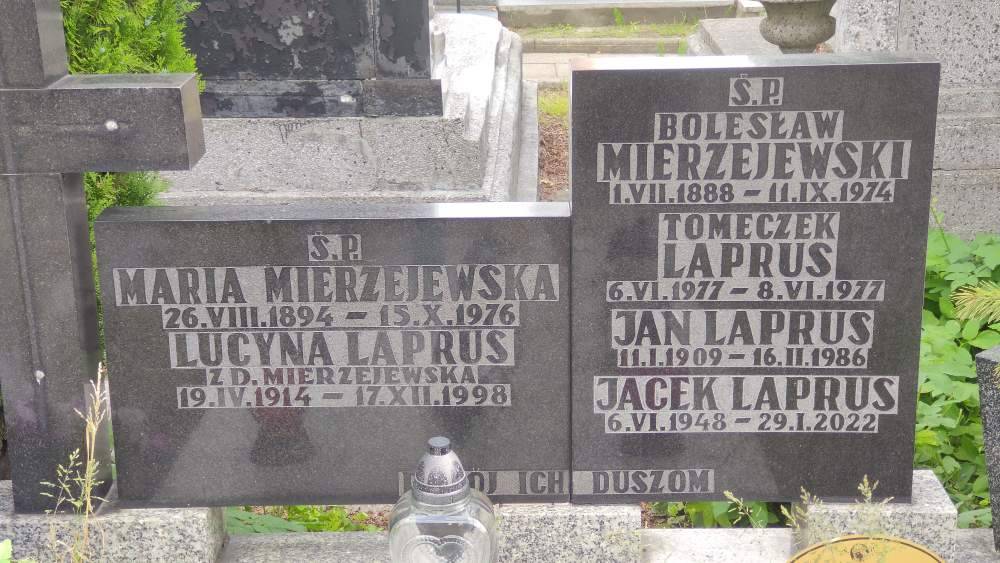 Ś.P.
MARIA MIERZEJEWSKA
26.VIII.1894 – 15.X.1976
LUCYNA LAPRUS
Z D. MIERZEJEWSKA
19.IV.1914 – 17.XII.1998
Ś.P.
BOLESŁAW
MIERZEJEWSKI
1.VII.1888 – 11.IX.1974
TOMECZEK
LAPRUS
6.VI.1977 – 8.VI.1977
JAN LAPRUS
11.I.1909 – 16.II.1986
JACEK LAPRUS
6.VI.1948 – 29.I.2022
ICH DUSZOM